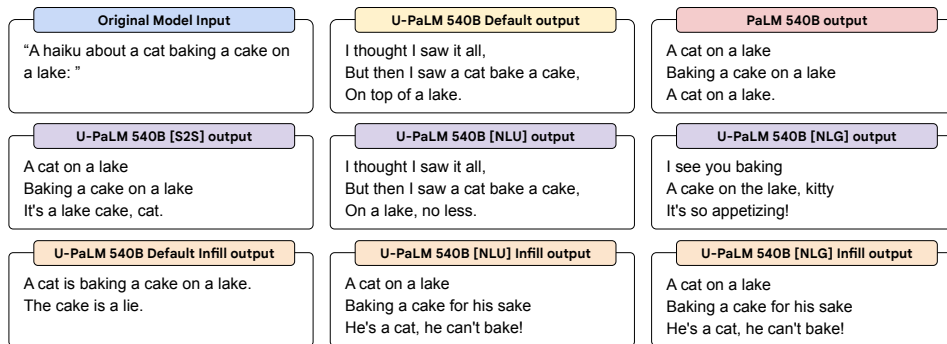 Original Model Input
“A haiku about a cat baking a cake on
a lake: ”
U-PaLM 540B Default output
I thought I saw it all,
But then I saw a cat bake a cake,
On top of a lake.
PaLM 540B output
A cat on a lake
Baking a cake on a lake
A cat on a lake.
U-PaLM 540B [S2S] output
A cat on a lake
Baking a cake on a lake
It's a lake cake, cat.
U-PaLM 540B [NLU] output
I thought I saw it all,
But then I saw a cat bake a cake,
On a lake, no less.
U-PaLM 540B [NLG] output
I see you baking
A cake on the lake, kitty
It's so appetizing!
U-PaLM 540B Default Infill output
A cat is baking a cake on a lake.
The cake is a lie.
U-PaLM 540B [NLU] Infill output
A cat on a lake
Baking a cake for his sake
He's a cat, he can't bake!
U-PaLM 540B [NLG] Infill output
A cat on a lake
Baking a cake for his sake
He's a cat, he can't bake!